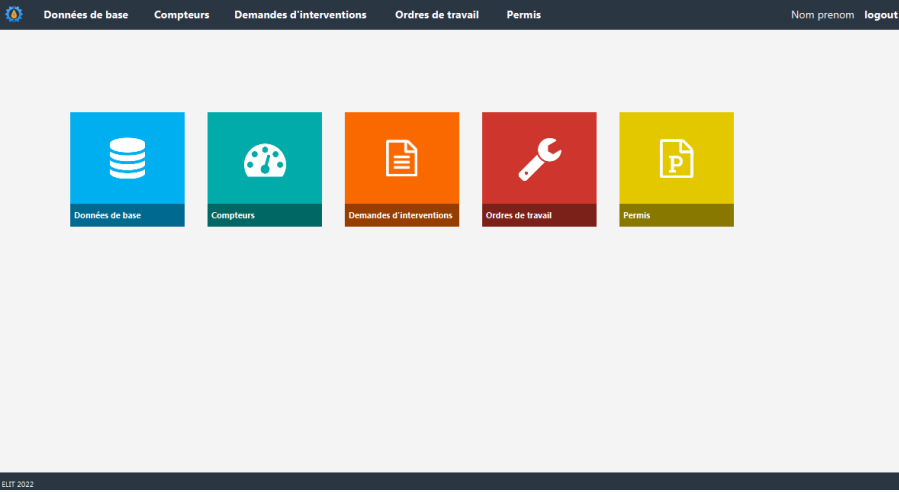 Données de base Compteurs Demandes d'interventions Ordres de travail Permis Nom prenom logout
P
Données de base Compteurs Demandes d'interventions Ordres de travail Permis
ELIT 2022